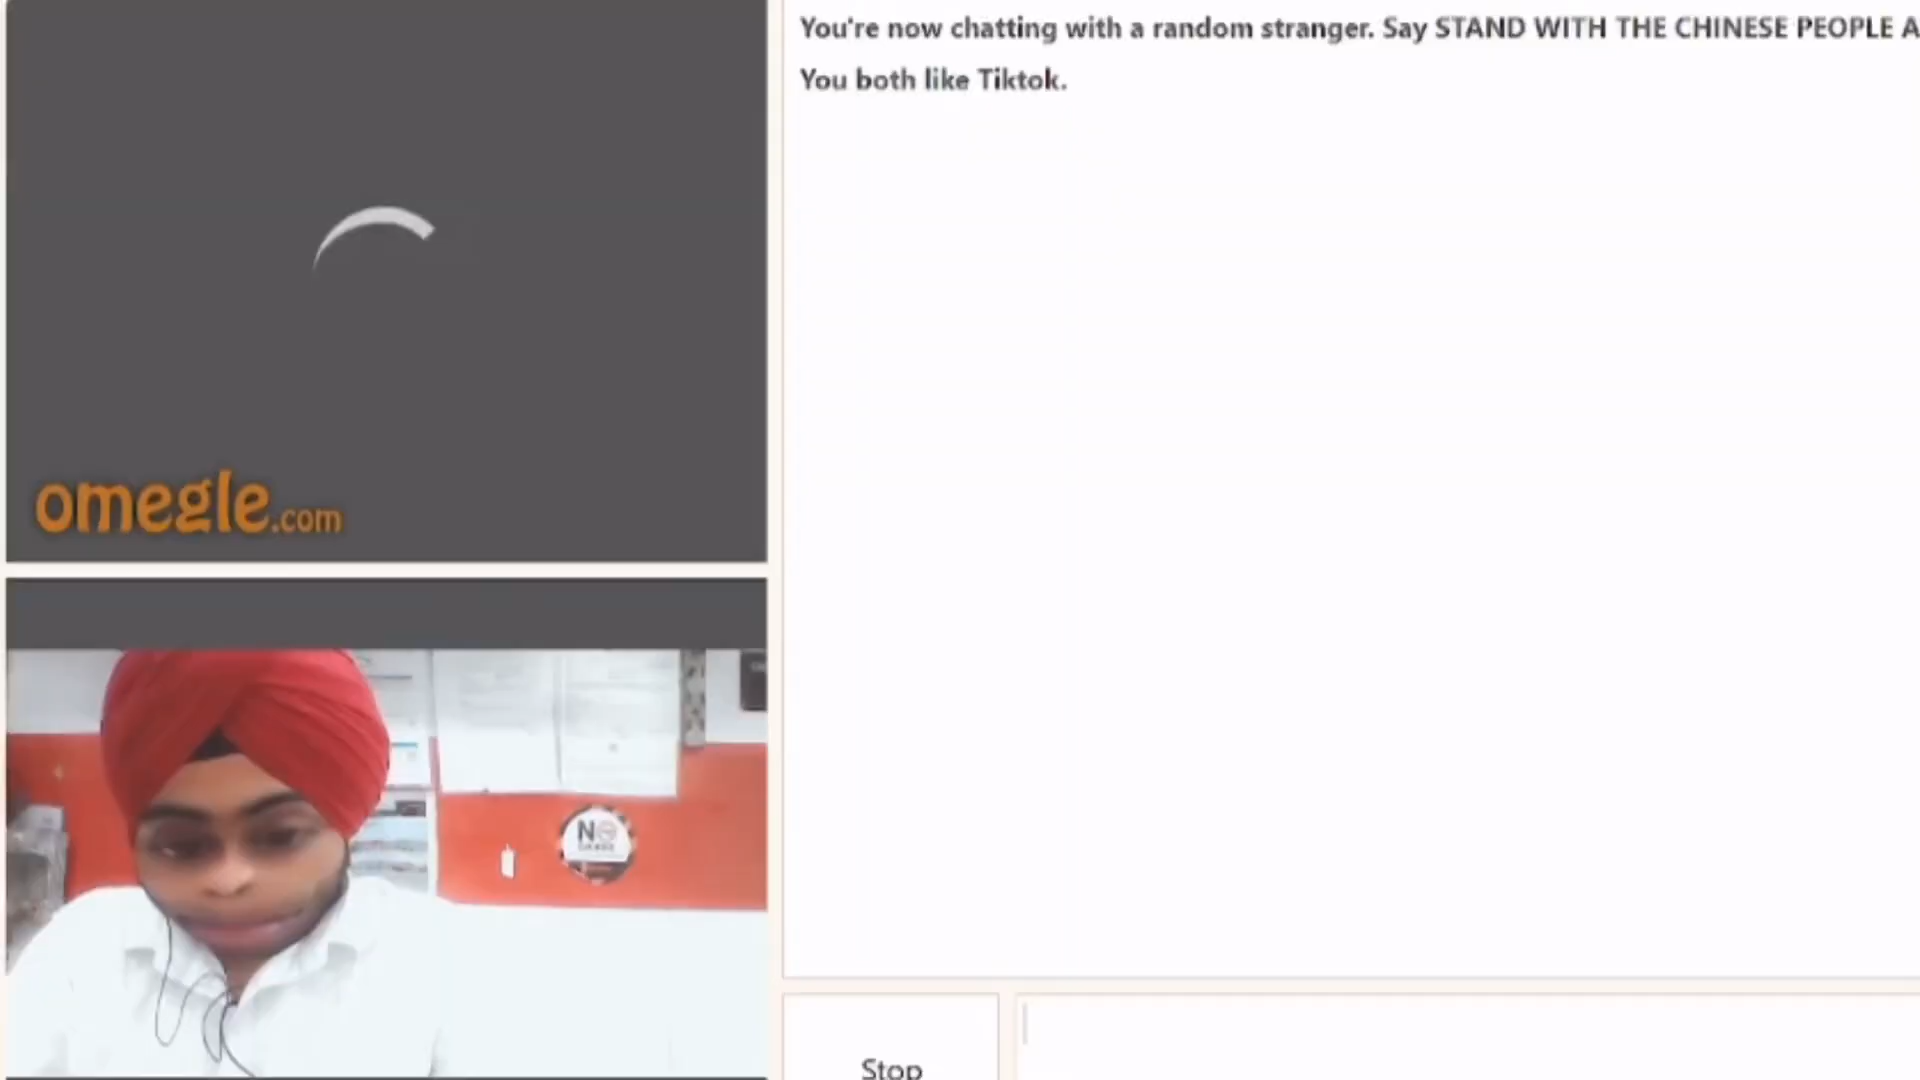 You're now chatting with a random stranger. Say STAND WITH THE CHINESE PEOPLE A
You both like Tiktok.
omegle.com
NO
Stop